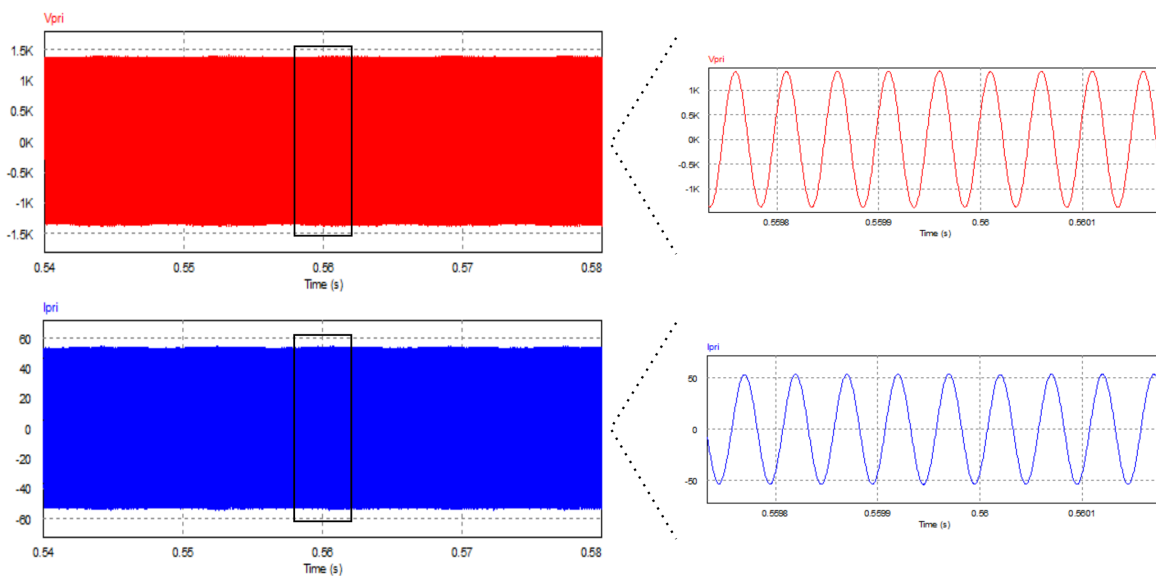 Vpri
1.5K
1K
0.5K
0K
-0.5K
-1K
-1.5K
0.54 0.55 0.56 0.57 0.58
Time (s)
Vpri
1K
0.5K
0K
-0.5K
-1K
0.5598 0.5599 0.56 0.5601
Time (s)
Ipri
60
40
20
0
-20
-40
-60
0.54 0.55 0.56 0.57 0.58
Time (s)
Ipri
50
0
-50
0.5598 0.5599 0.56 0.5601
Time (s)